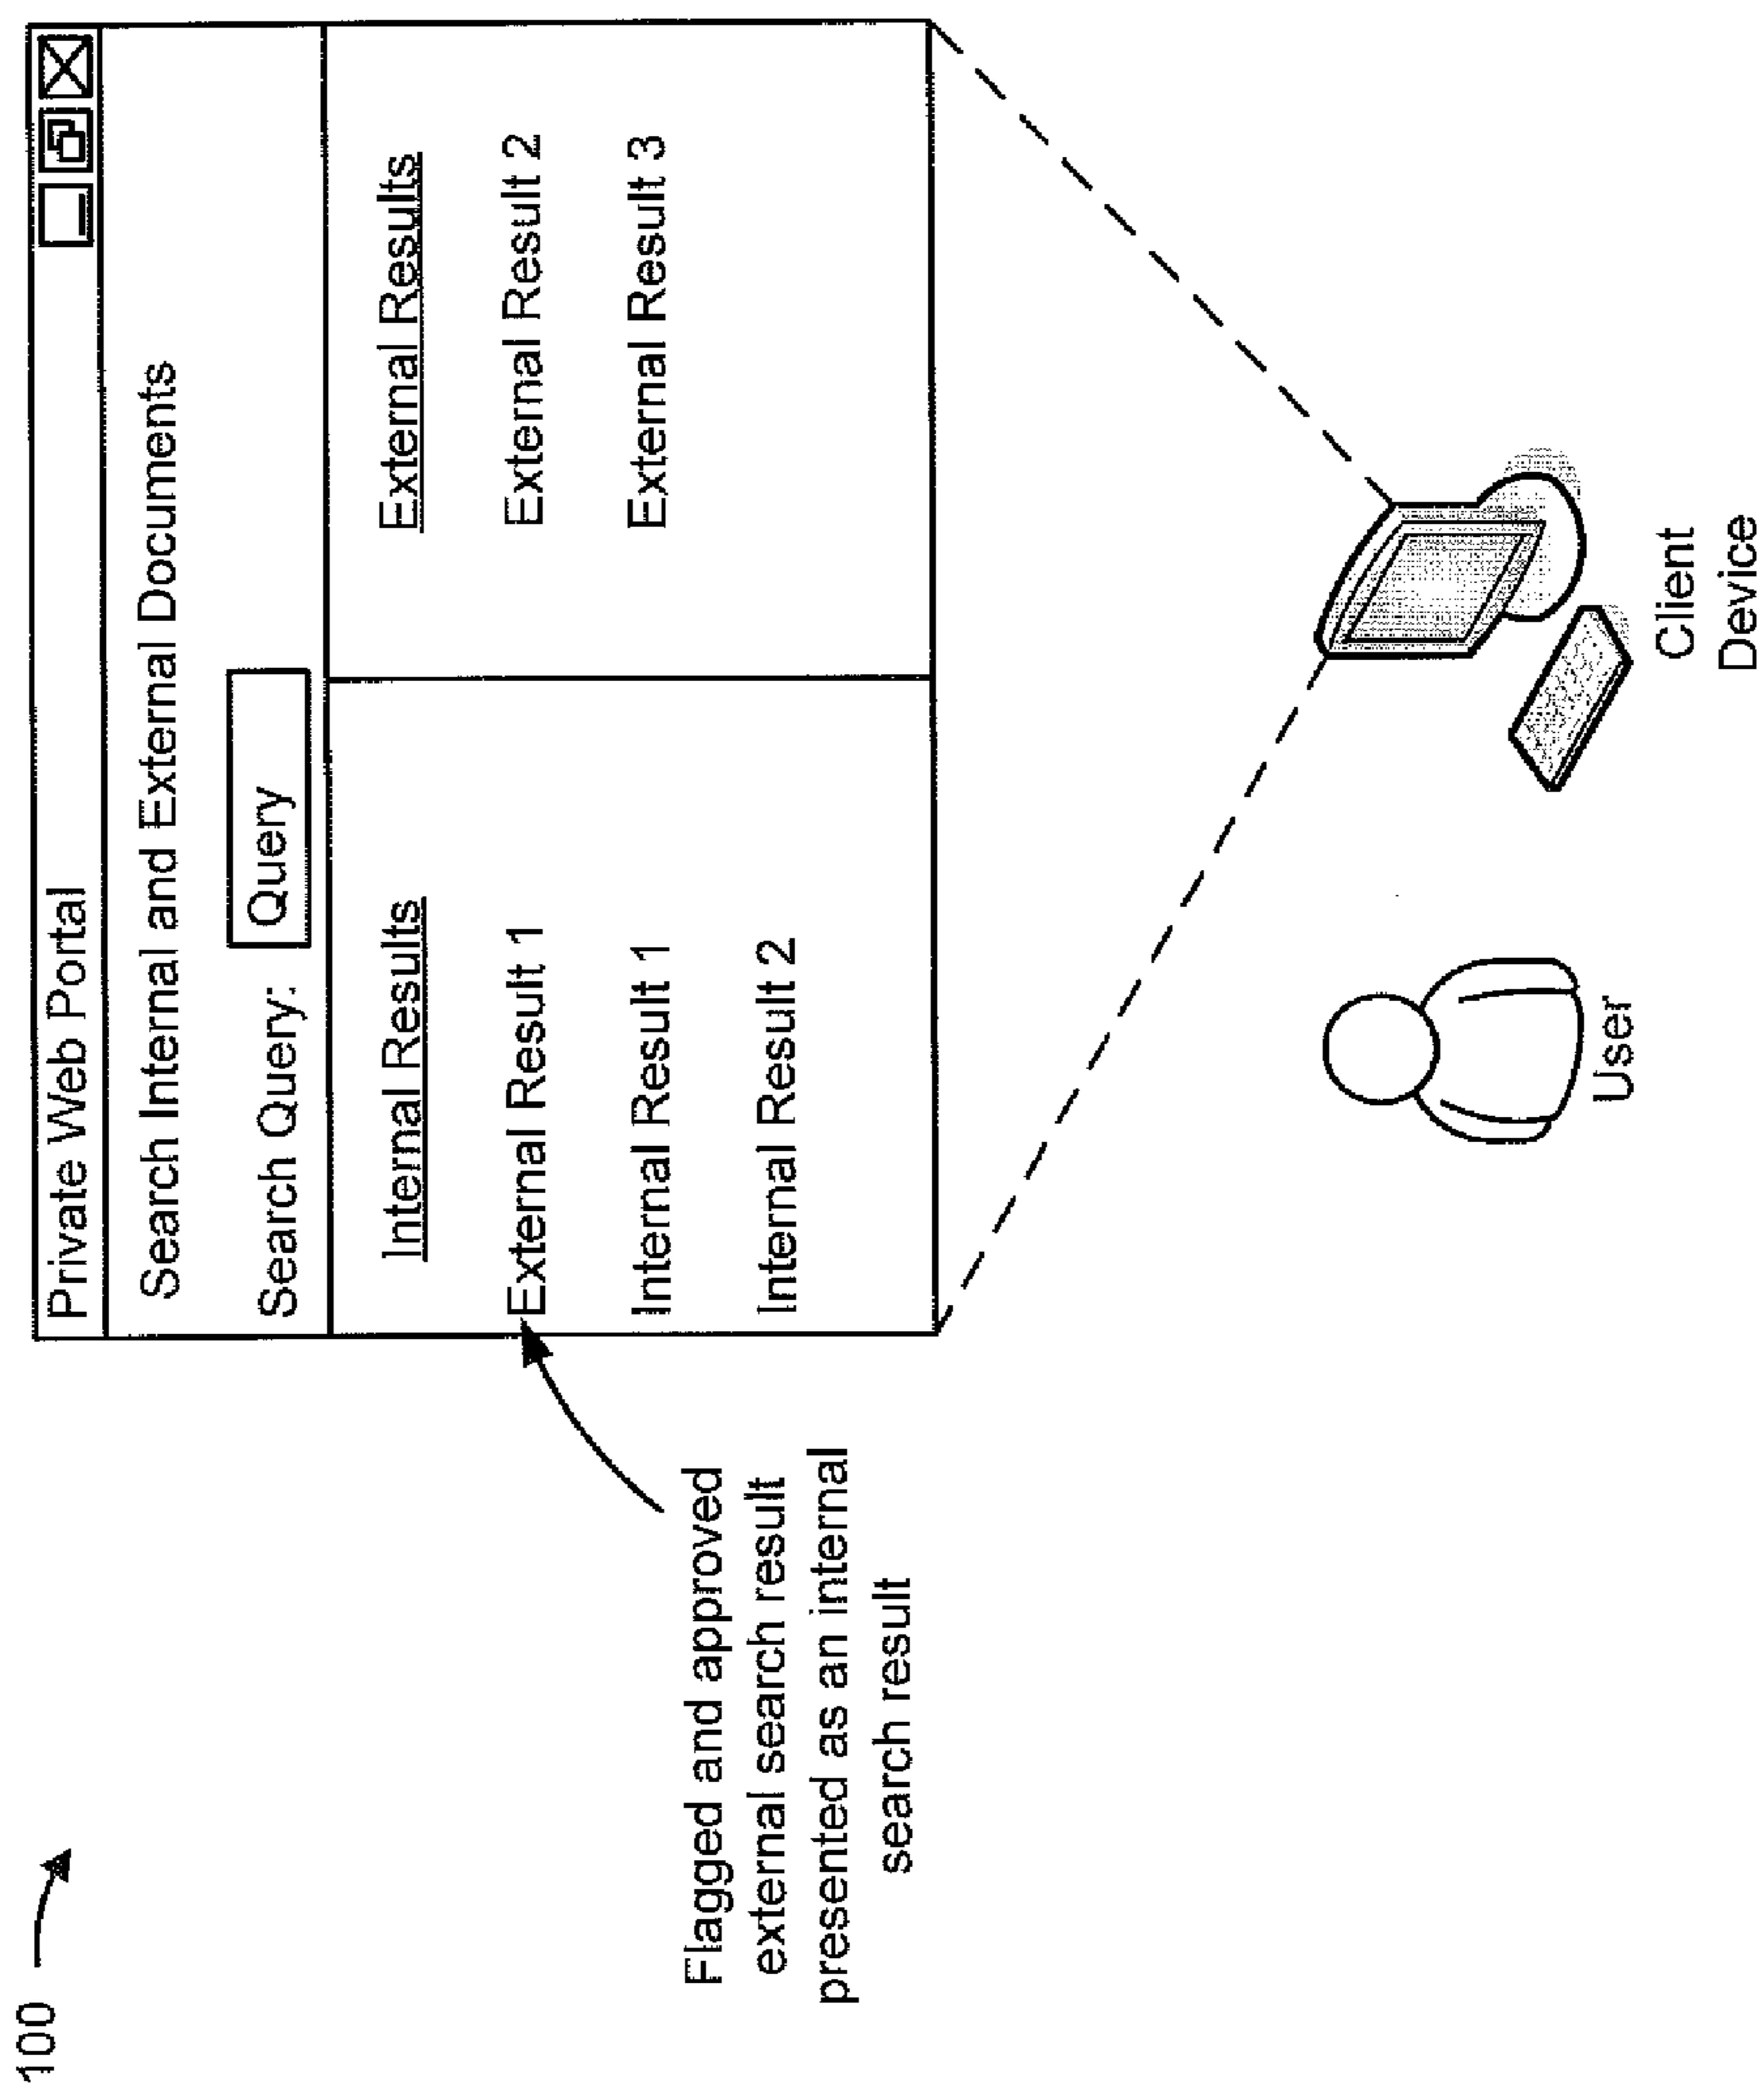 100
Private Web Portal
Search Internal and External Documents
Search Query: Query
Internal Results
External Result 1
Internal Result 1
Internal Result 2
External Results
External Result 2
External Result 3
Flagged and approved
external search result
presented as an internal
search result
User
Client
Device